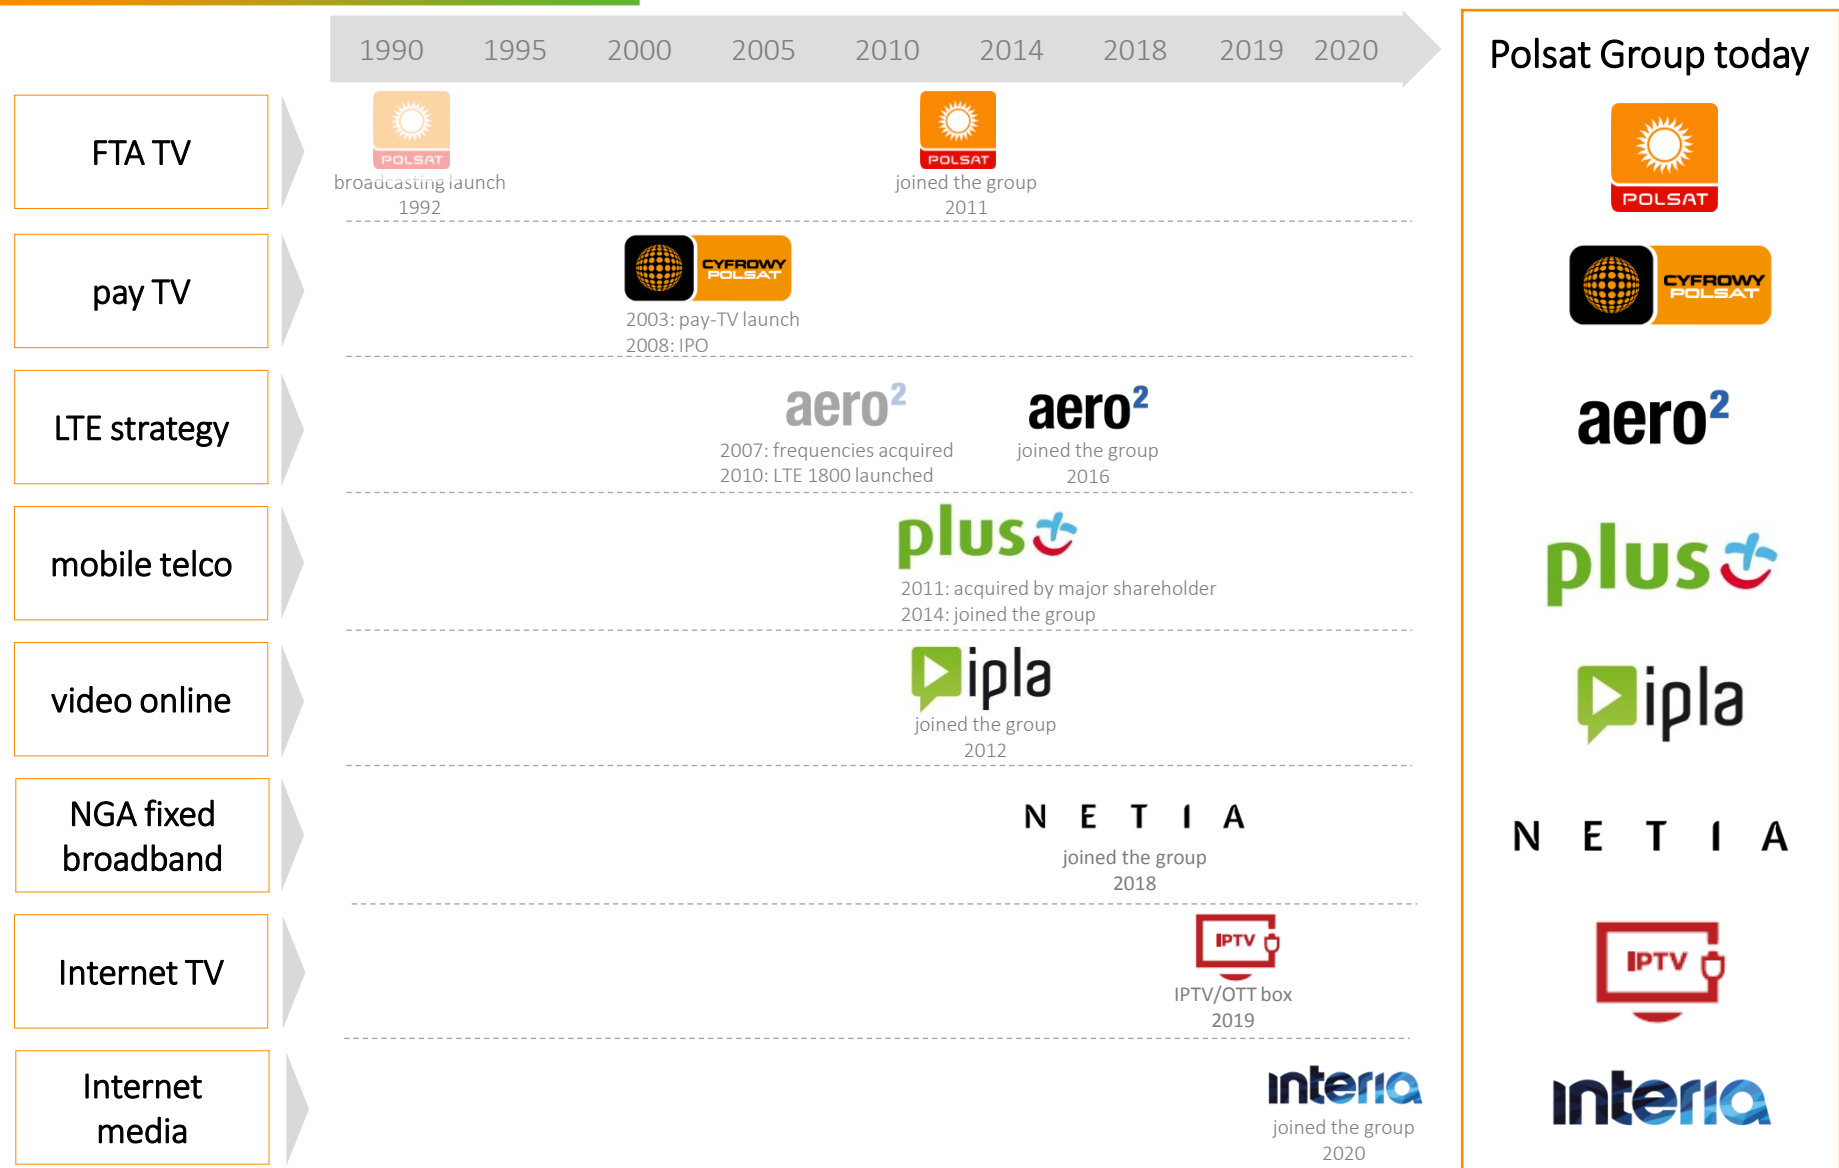 1990 1995 2000 2005 2010 2014 2018 2019 2020
Polsat Group today
FTA TV
POLSAT
broadcasting launch
1992
POLSAT
joined the group
2011
POLSAT
pay TV
CYFROWY
POLSAT
2003: pay-TV launch
2008: IPO
CYFROWY
POLSAT
LTE strategy
aero²
2007: frequencies acquired
2010: LTE 1800 launched
aero²
joined the group
2016
aero²
mobile telco
plus
2011: acquired by major shareholder
2014: joined the group
plus
video online
ipla
joined the group
2012
ipla
NGA fixed
broadband
NETIA
joined the group
2018
NETIA
Internet TV
IPTV
IPTV/OTT box
2019
IPTV
Internet
media
interia
joined the group
2020
interia